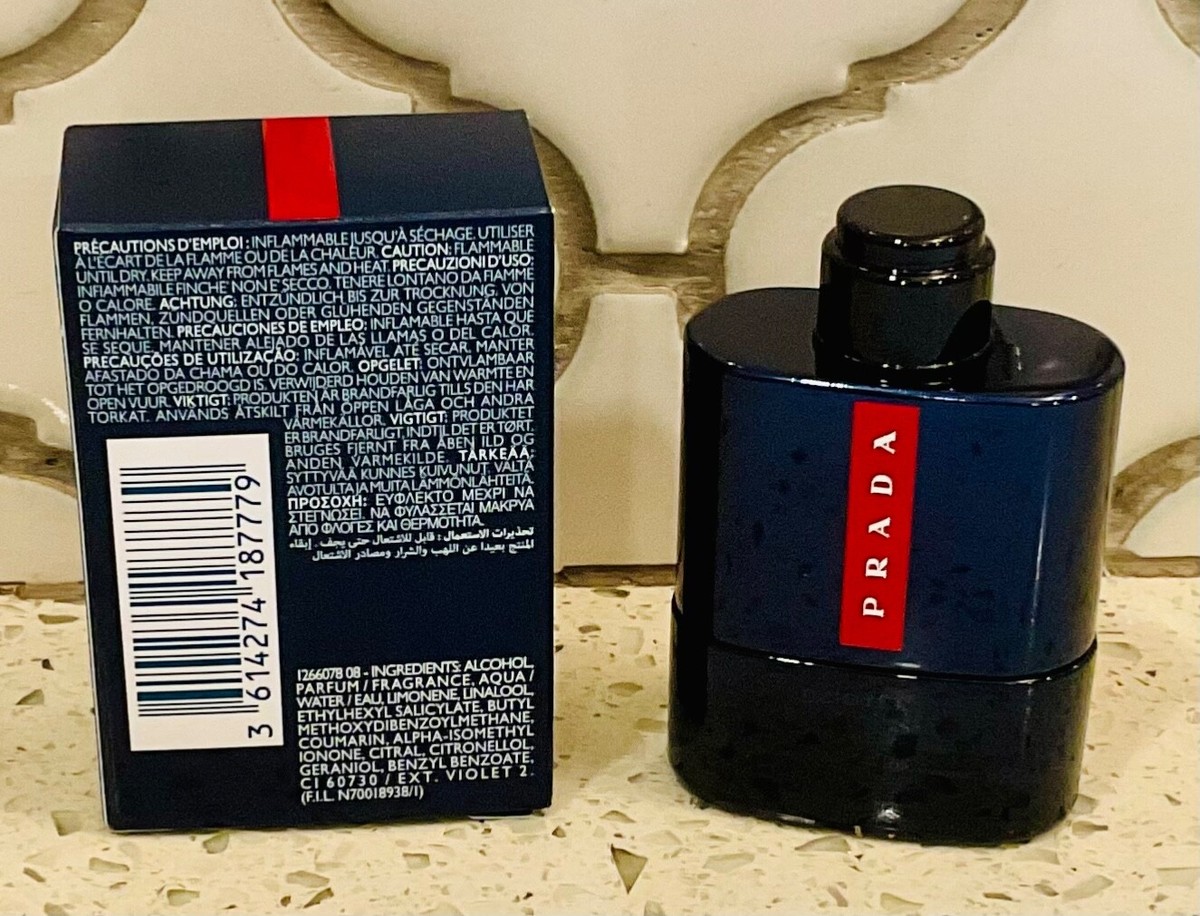 PRÉCAUTIONS D'EMPLOI : INFLAMMABLE JUSQU'À SÉCHAGE. UTILISER
À L'ÉCART DE LA FLAMME OU DE LA CHALEUR. CAUTION: FLAMMABLE
UNTIL DRY. KEEP AWAY FROM FLAMES AND HEAT. PRECAUZIONI D'USO:
INFIAMMABILE FINCHE' NON E' SECCO. TENERE LONTANO DA FIAMME
O CALORE. ACHTUNG: ENTZÜNDLICH BIS ZUR TROCKNUNG. VON
FLAMMEN, ZÜNDQUELLEN ODER GLÜHENDEN GEGENSTÄNDEN
FERNHALTEN. PRECAUCIONES DE EMPLEO: INFLAMABLE HASTA QUE
SE SEQUE. MANTENER ALEJADO DE LAS LLAMAS O DEL CALOR.
PRECAUÇÕES DE UTILIZAÇÃO: INFLAMÁVEL ATÉ SECAR. MANTER
AFASTADO DA CHAMA OU DO CALOR. OPGELET: ONTVLAMBAAR
TOT HET OPGEDROOGD IS. VERWIJDERD HOUDEN VAN WARMTE EN
OPEN VUUR. VIKTIGT: PRODUKTEN ÄR BRANDFARLIG TILLS DEN HAR
TORKAT. ANVÄNDS ÅTSKILT FRÅN ÖPPEN LÅGA OCH ANDRA
VÄRMEKÄLLOR. VIGTIGT: PRODUKTET
ER BRANDFARLIGT, INDTIL DET ER TØRT.
BRUGES FJERNT FRA ÅBEN ILD OG
ANDEN VARMEKILDE. TÄRKEÄÄ:
SYTTYVÄÄ KUNNES KUIVUNUT. VÄLTÄ
AVOTULTA JA MUITA LÄMMÖNLÄHTEITÄ.
ΠΡΟΣΟΧΗ: ΕΥΦΛΕΚΤΟ ΜΕΧΡΙ ΝΑ
ΣΤΕΓΝΩΣΕΙ. ΝΑ ΦΥΛΑΣΣΕΤΑΙ ΜΑΚΡΥΑ
ΑΠΟ ΦΛΟΓΕΣ ΚΑΙ ΘΕΡΜΟΤΗΤΑ.
تحذيرات الاستعمال : قابل للاشتعال حتى يجف . إبقاء
المنتج بعيدا عن اللهب والشرار ومصادر الاشتعال
3 614274 187779
1266078 08 - INGREDIENTS: ALCOHOL,
PARFUM / FRAGRANCE, AQUA /
WATER / EAU, LIMONENE, LINALOOL,
ETHYLHEXYL SALICYLATE, BUTYL
METHOXYDIBENZOYLMETHANE,
COUMARIN, ALPHA-ISOMETHYL
IONONE, CITRAL, CITRONELLOL,
GERANIOL, BENZYL BENZOATE,
CI 60730 / EXT. VIOLET 2.
(F.I.L. N70018938/1)
PRADA